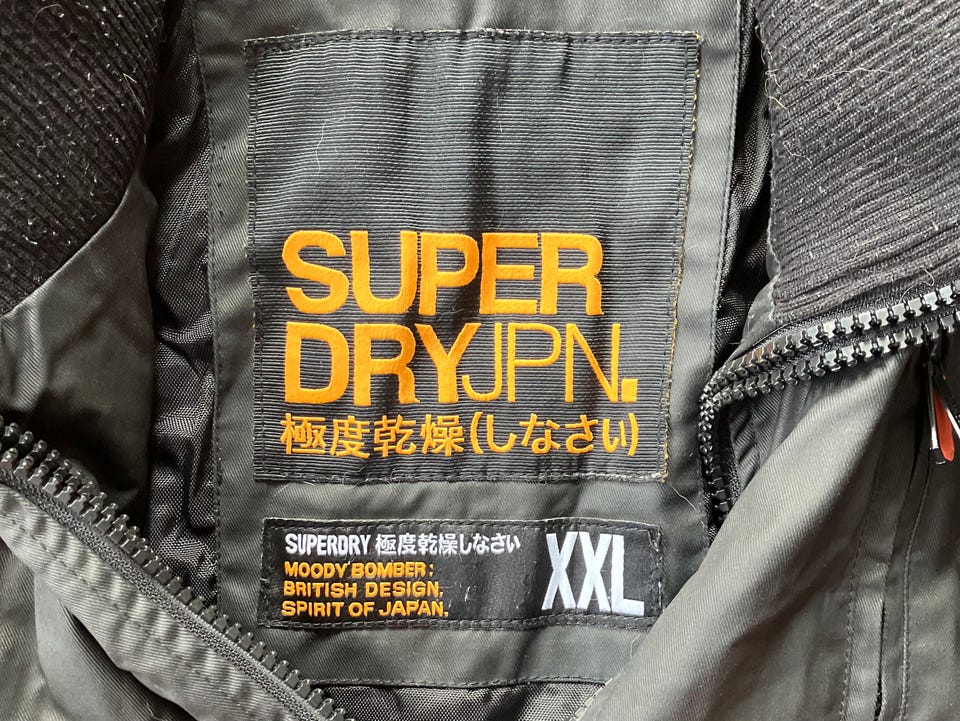 SUPER
DRYJPN.
極度乾燥(しなさい)
SUPERDRY 極度乾燥しなさい
MOODY BOMBER:
BRITISH DESIGN,
SPIRIT OF JAPAN,
XXL